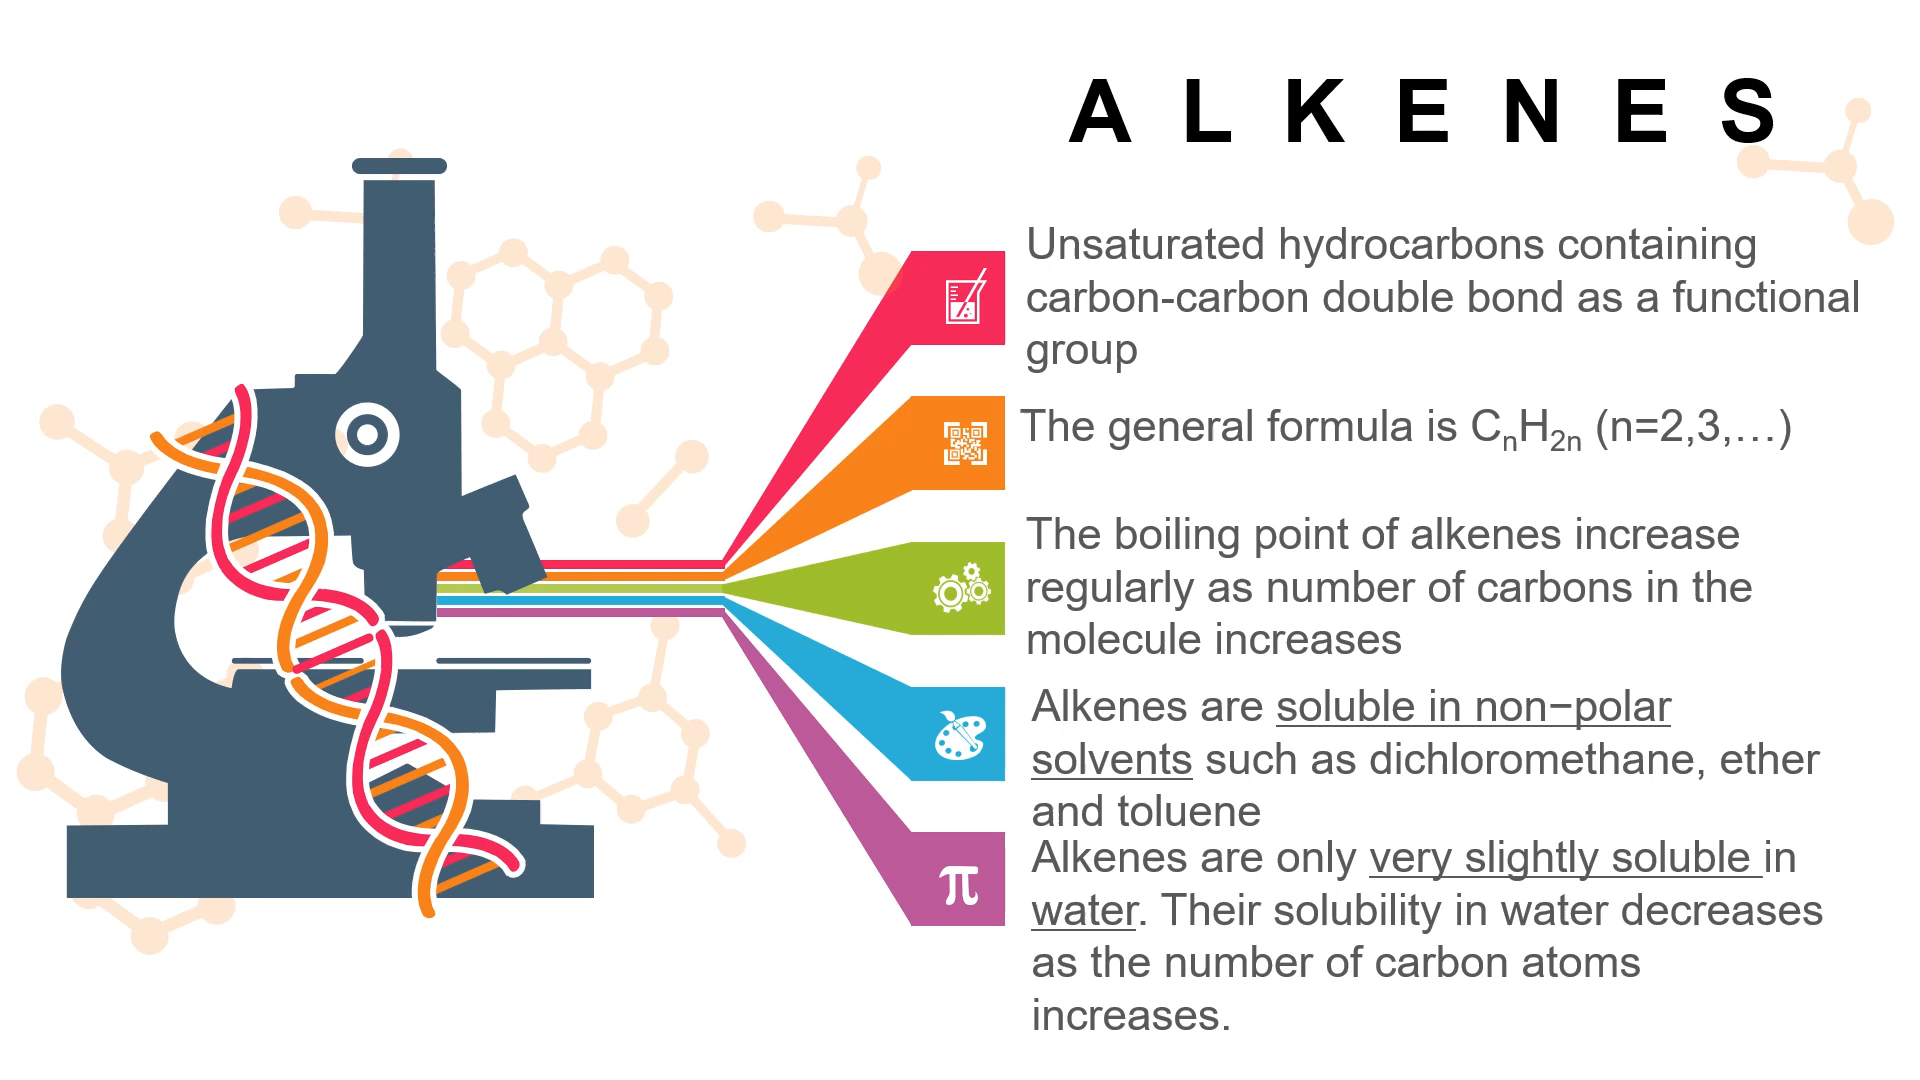 A L K E N E S
Unsaturated hydrocarbons containing
carbon-carbon double bond as a functional
group
The general formula is CₙH₂ₙ (n=2,3,…)
The boiling point of alkenes increase
regularly as number of carbons in the
molecule increases
Alkenes are soluble in non−polar
solvents such as dichloromethane, ether
and toluene
Alkenes are only very slightly soluble in
water. Their solubility in water decreases
as the number of carbon atoms
increases.
π